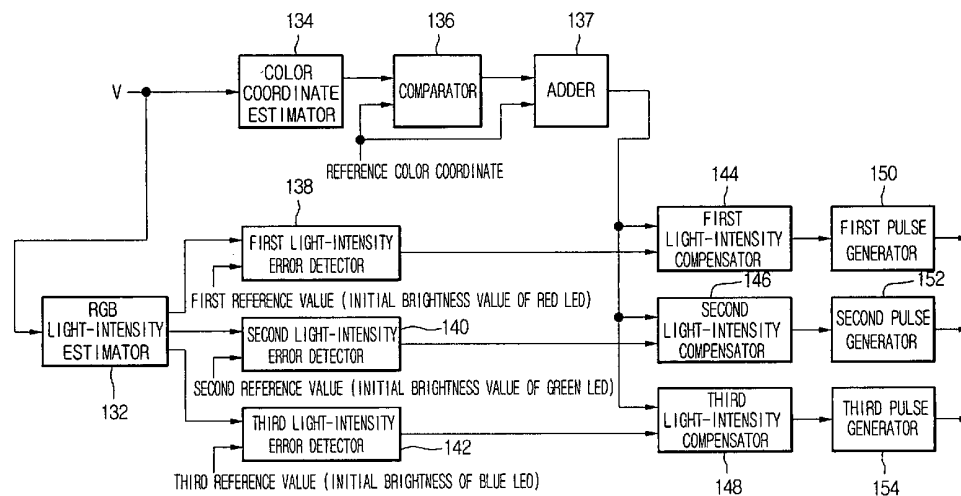 134
136
137
COLOR
COORDINATE
ESTIMATOR
COMPARATOR
ADDER
V
REFERENCE COLOR COORDINATE
138
144
150
FIRST LIGHT-INTENSITY
ERROR DETECTOR
FIRST
LIGHT-INTENSITY
COMPENSATOR
FIRST PULSE
GENERATOR
FIRST REFERENCE VALUE (INITIAL BRIGHTNESS VALUE OF RED LED)
146
152
RGB
LIGHT-INTENSITY
ESTIMATOR
132
140
SECOND LIGHT-INTENSITY
ERROR DETECTOR
SECOND
LIGHT-INTENSITY
COMPENSATOR
SECOND PULSE
GENERATOR
SECOND REFERENCE VALUE (INITIAL BRIGHTNESS VALUE OF GREEN LED)
THIRD LIGHT-INTENSITY
ERROR DETECTOR
142
THIRD
LIGHT-INTENSITY
COMPENSATOR
THIRD PULSE
GENERATOR
THIRD REFERENCE VALUE (INITIAL BRIGHTNESS OF BLUE LED)
148
154